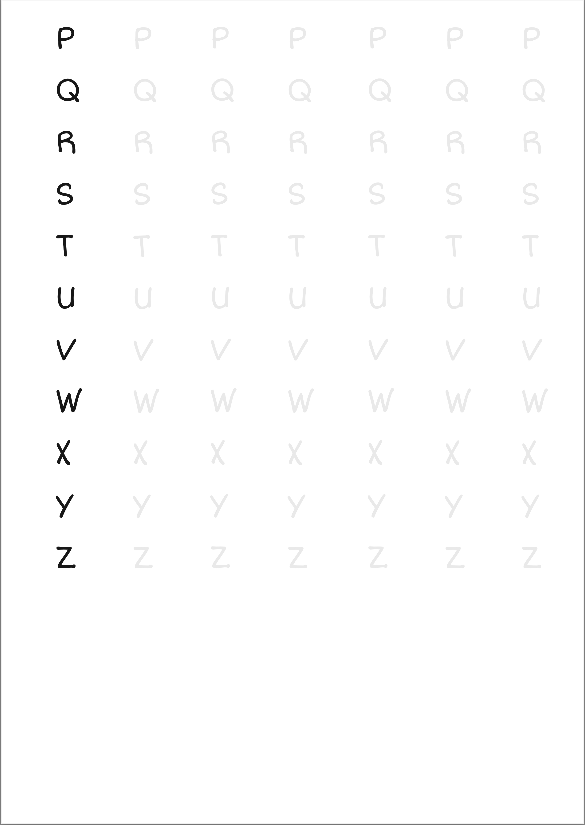 P P P P P P P
Q Q Q Q Q Q Q
R R R R R R R
S S S S S S S
T T T T T T T
U U U U U U U
V V V V V V V
W W W W W W W
X X X X X X X
Y Y Y Y Y Y Y
Z Z Z Z Z Z Z